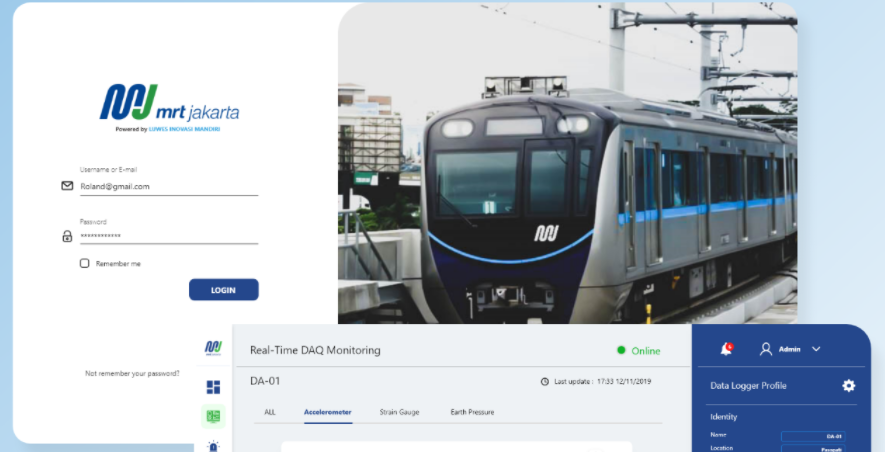 mrt jakarta
Powered by LUWES INOVASI MANDIRI
Username or E-mail
Roland@gmail.com
Password
************
Remember me
LOGIN
Not remember your password?
Real-Time DAQ Monitoring
Online
DA-01
Last update : 17:33 12/11/2019
ALL
Accelerometer
Strain Gauge
Earth Pressure
Admin
Data Logger Profile
Identity
Name
DA-01
Location